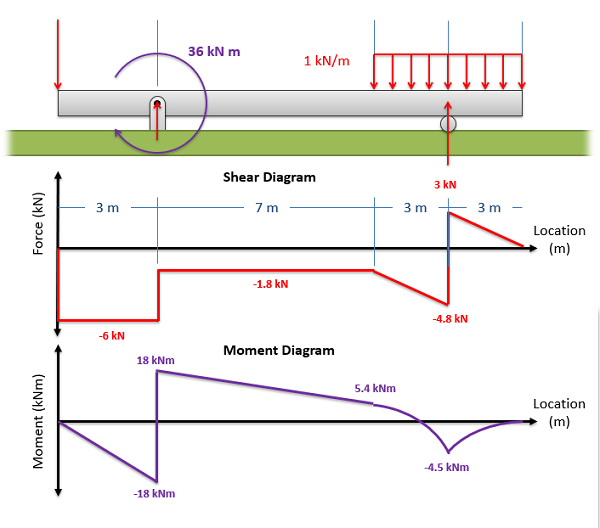 36 kN m
1 kN/m
Shear Diagram
3 kN
Force (kN)
3 m
7 m
3 m
3 m
Location
(m)
-1.8 kN
-4.8 kN
-6 kN
Moment Diagram
18 kNm
Moment (kNm)
5.4 kNm
Location
(m)
-4.5 kNm
-18 kNm